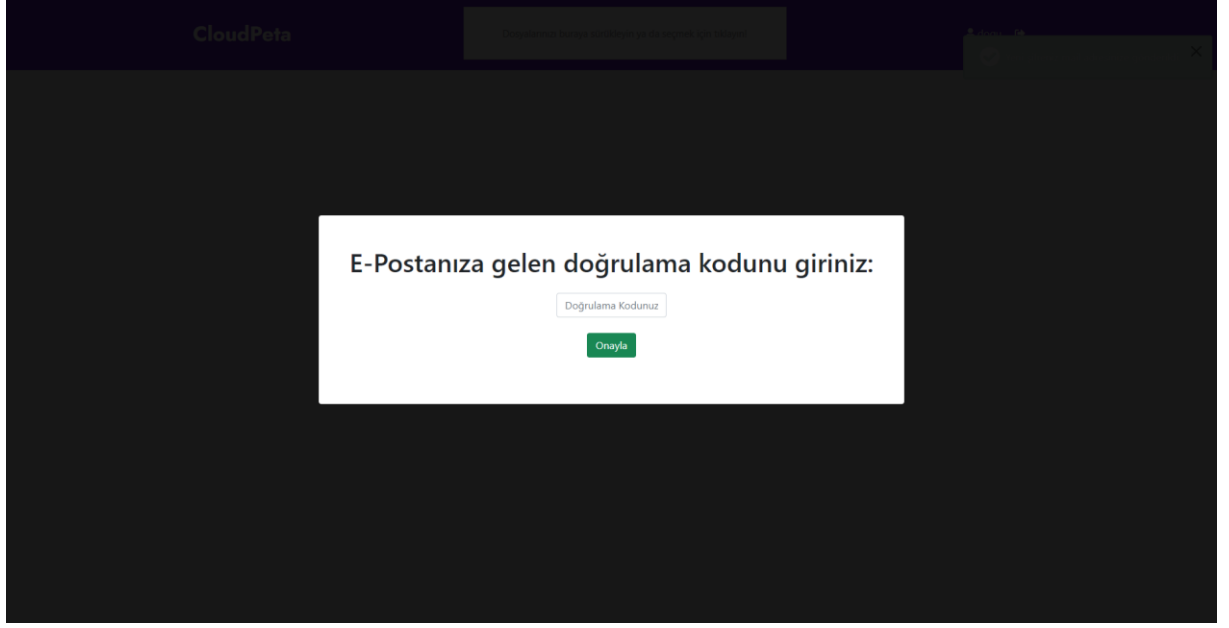 CloudPeta
E-Postanıza gelen doğrulama kodunu giriniz:
Doğrulama Kodunuz
Onayla